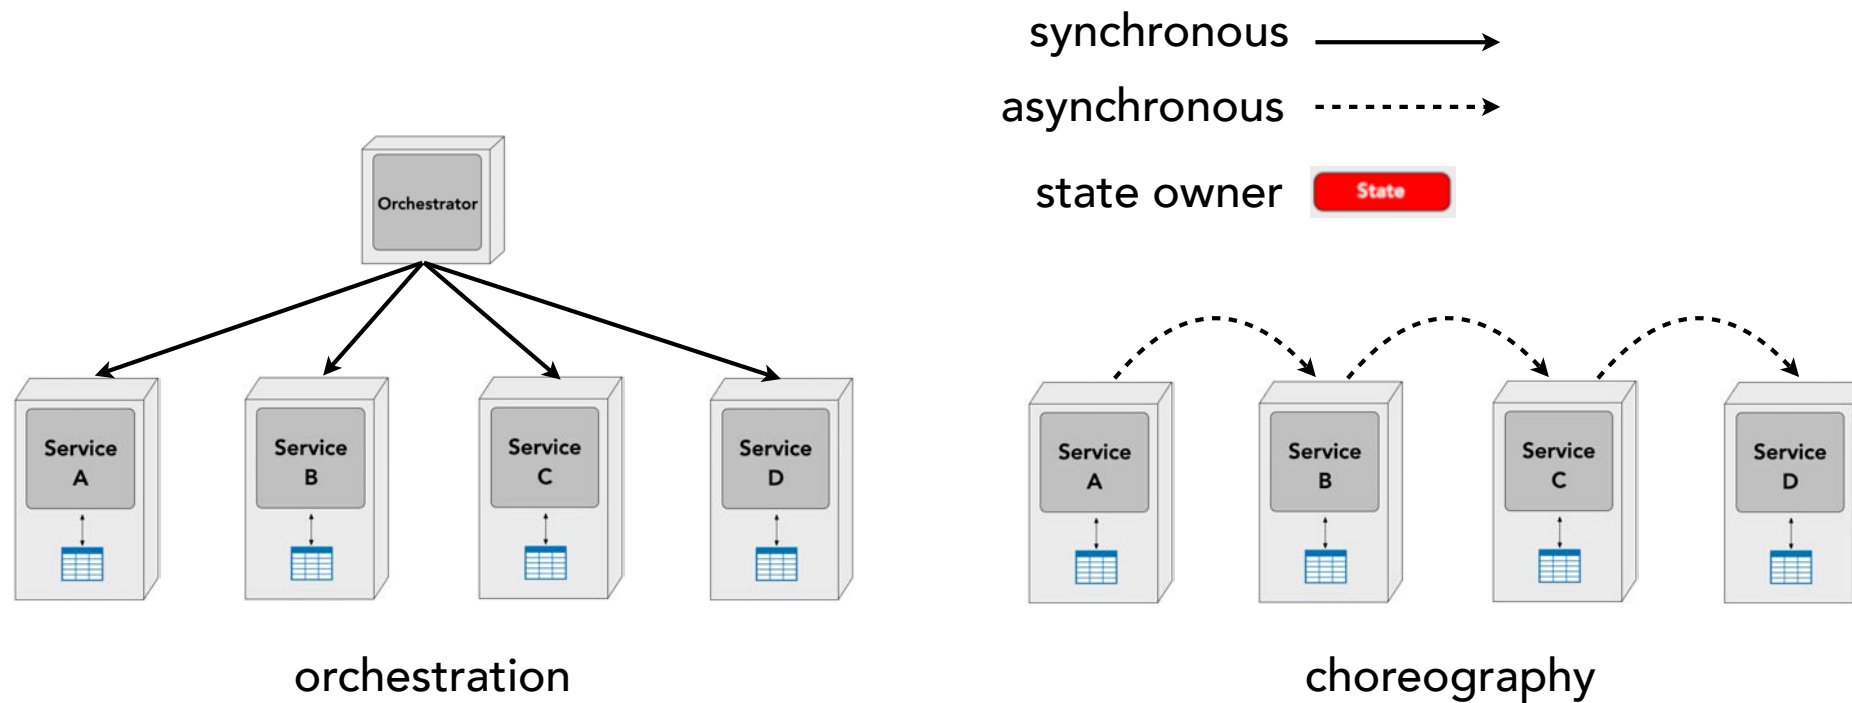 synchronous
asynchronous
state owner
State
Orchestrator
Service
A
Service
B
Service
C
Service
D
orchestration
Service
A
Service
B
Service
C
Service
D
choreography